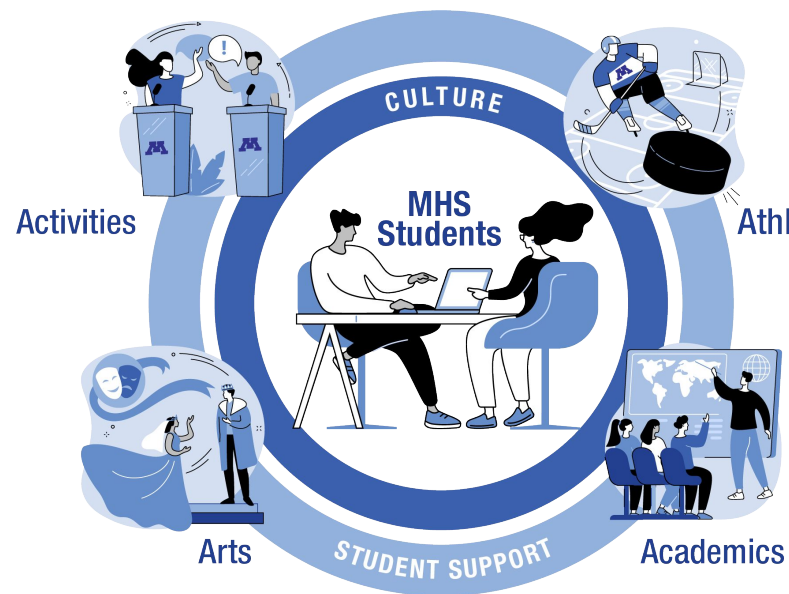 !
CULTURE
M
M
M
MHS
Students
Activities
Athl
Arts
STUDENT SUPPORT
Academics